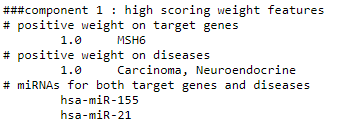 ###component 1 : high scoring weight features
# positive weight on target genes
1.0 MSH6
# positive weight on diseases
1.0 Carcinoma, Neuroendocrine
# miRNAs for both target genes and diseases
hsa-miR-155
hsa-miR-21